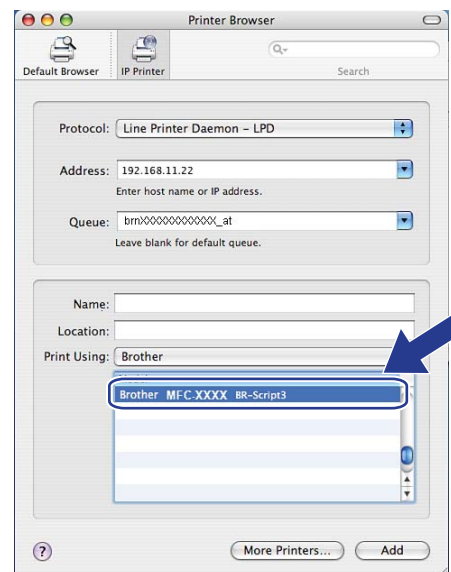 Printer Browser
Default Browser
IP Printer
Search
Protocol: Line Printer Daemon – LPD
Address: 192.168.11.22
Enter host name or IP address.
Queue: brnXXXXXXXXXXXX_at
Leave blank for default queue.
Name:
Location:
Print Using: Brother
Brother MFC-XXXX BR-Script3
?
More Printers...
Add